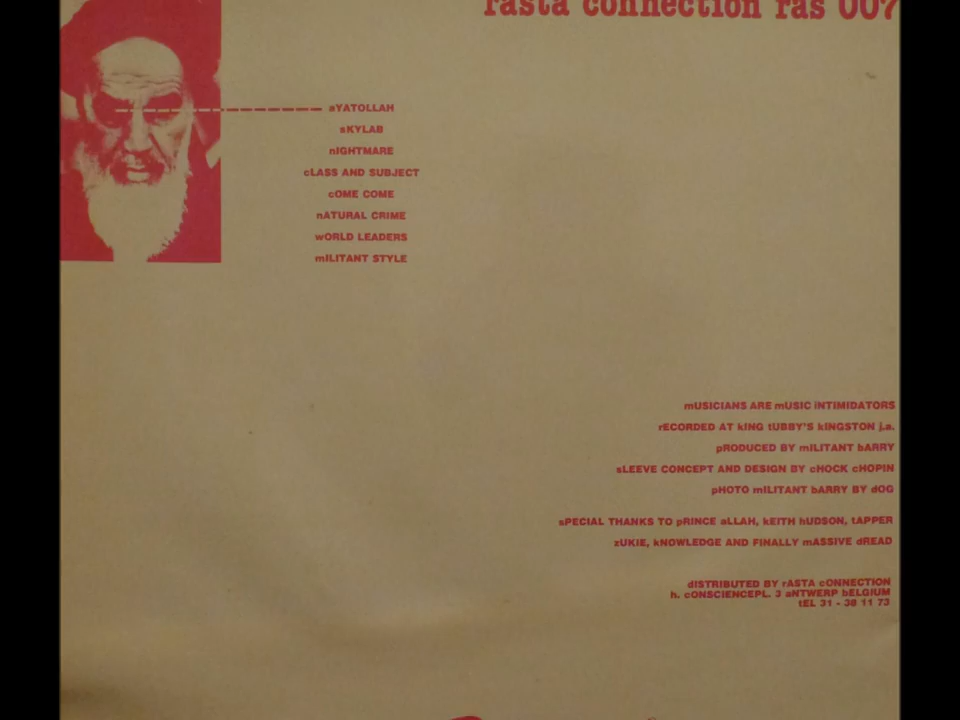 rasta connection ras 007
aYATOLLAH
sKYLAB
nIGHTMARE
cLASS AND SUBJECT
cOME COME
nATURAL CRIME
wORLD LEADERS
mILITANT STYLE
mUSICIANS ARE mUSIC iNTIMIDATORS
rECORDED AT kING tUBBY'S kINGSTON j.a.
pRODUCED BY mILITANT bARRY
sLEEVE CONCEPT AND DESIGN BY cHOCK cHOPIN
pHOTO mILITANT bARRY BY dOG
sPECIAL THANKS TO pRINCE aLLAH, kEITH hUDSON, tAPPER
zUKIE, kNOWLEDGE AND FINALLY mASSIVE dREAD
dISTRIBUTED BY rASTA cONNECTION
h. cONSCIENCEPL. 3 aNTWERP bELGIUM
tEL 31 - 38 11 73